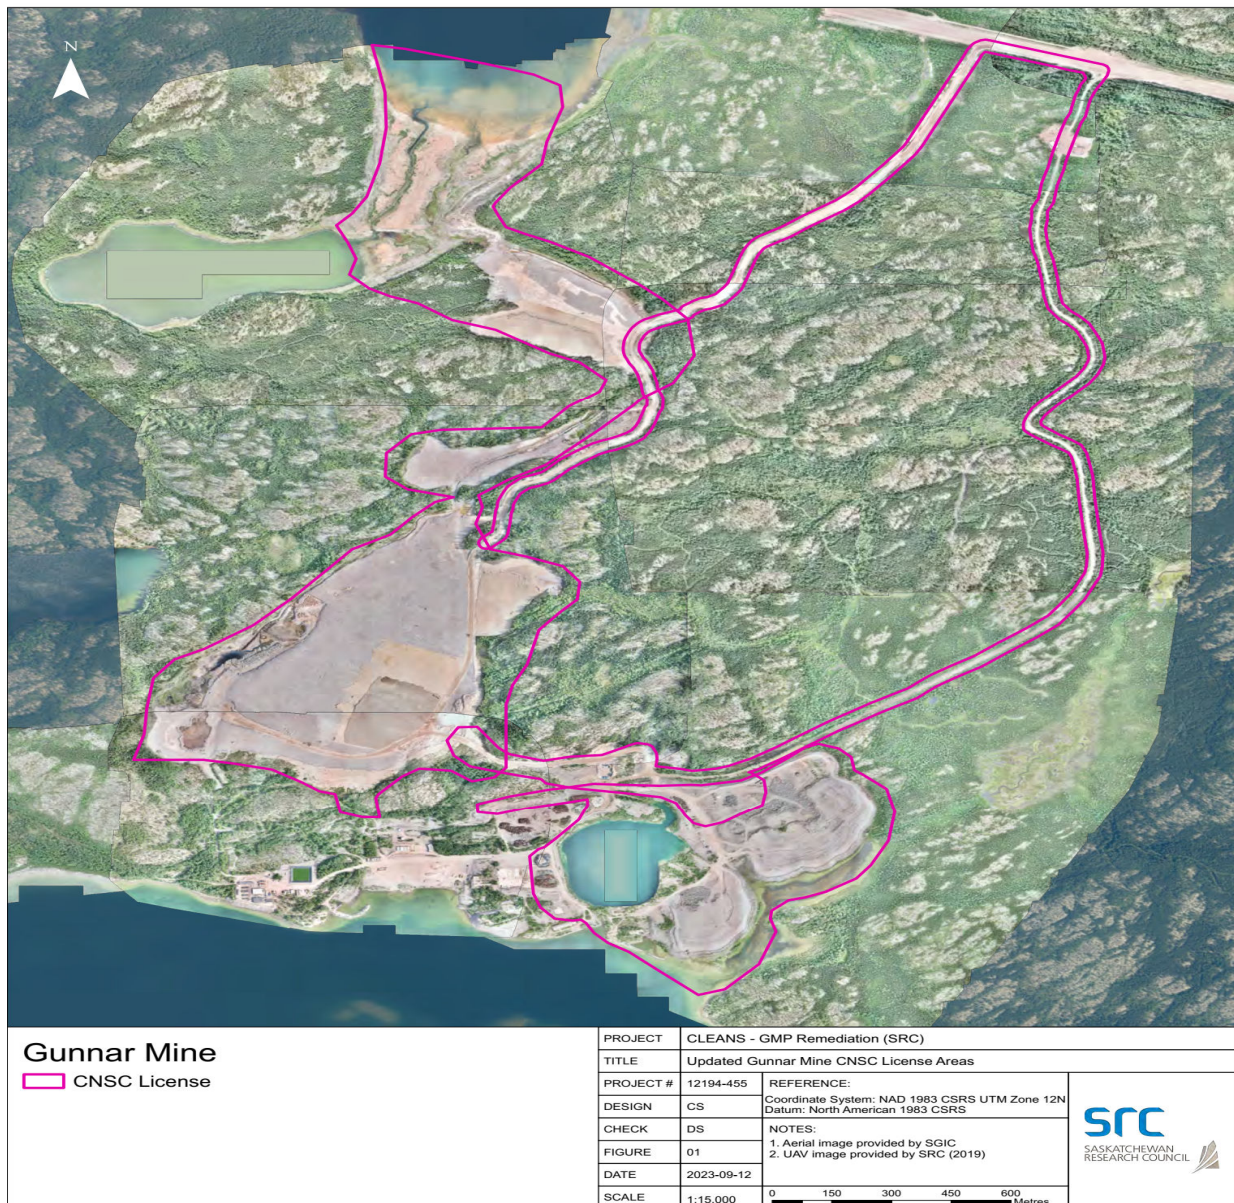 N
Gunnar Mine
CNSC License
PROJECT CLEANS - GMP Remediation (SRC)
TITLE Updated Gunnar Mine CNSC License Areas
PROJECT # 12194-455
DESIGN CS
CHECK DS
FIGURE 01
DATE 2023-09-12
SCALE 1:15,000
REFERENCE:
Coordinate System: NAD 1983 CSRS UTM Zone 12N
Datum: North American 1983 CSRS
NOTES:
1. Aerial image provided by SGIC
2. UAV image provided by SRC (2019)
0 150 300 450 600
Metres
src
SASKATCHEWAN
RESEARCH COUNCIL